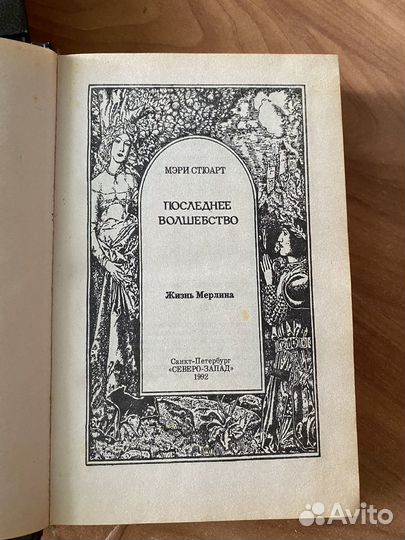 МЭРИ СТЮАРТ
ПОСЛЕДНЕЕ
ВОЛШЕБСТВО
Жизнь Мерлина
Санкт-Петербург
«СЕВЕРО-ЗАПАД»
1992
Avito